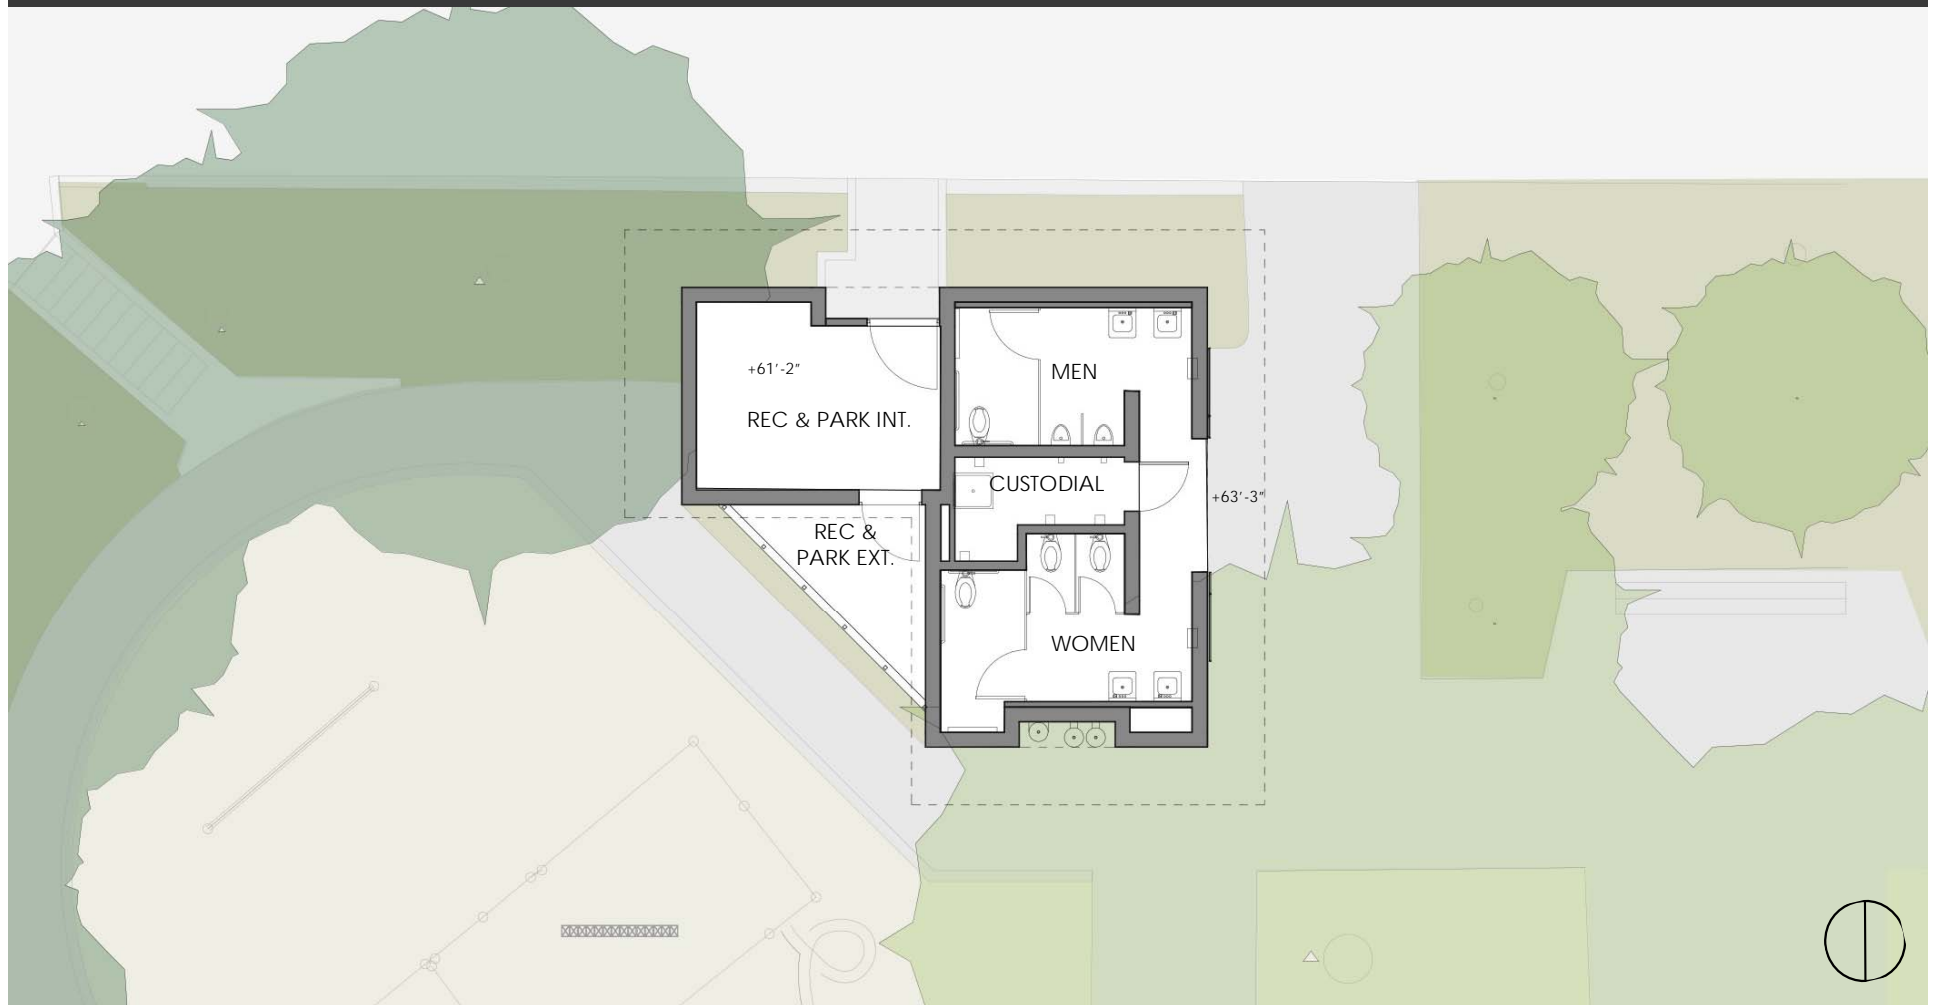 MEN
+61'-2"
REC & PARK INT.
CUSTODIAL
+63'-3"
REC &
PARK EXT.
WOMEN